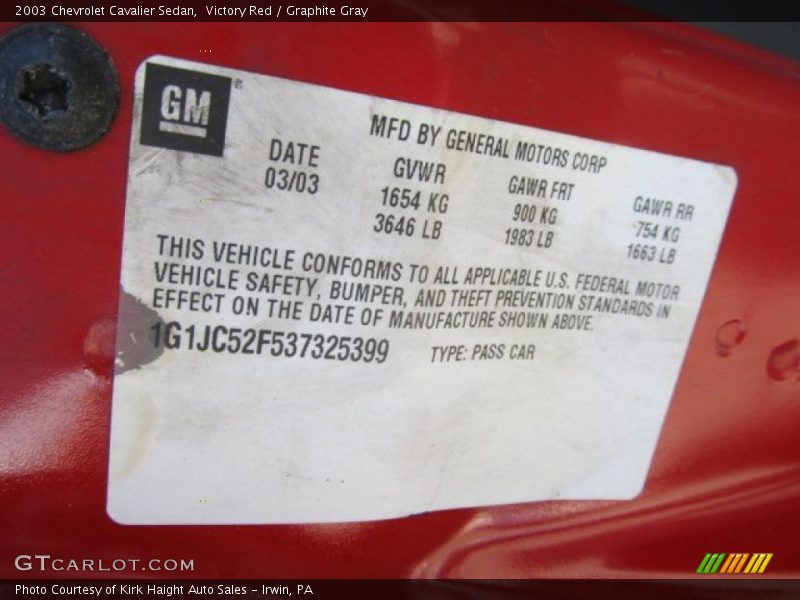 2003 Chevrolet Cavalier Sedan,  Victory Red / Graphite Gray
GM ®
MFD BY GENERAL MOTORS CORP
DATE GVWR GAWR FRT GAWR RR
03/03 1654 KG 900 KG 754 KG
3646 LB 1983 LB 1663 LB
THIS VEHICLE CONFORMS TO ALL APPLICABLE U.S. FEDERAL MOTOR
VEHICLE SAFETY, BUMPER, AND THEFT PREVENTION STANDARDS IN
EFFECT ON THE DATE OF MANUFACTURE SHOWN ABOVE.
1G1JC52F537325399 TYPE: PASS CAR
GTCARLOT.COM
Photo Courtesy of Kirk Haight Auto Sales - Irwin, PA